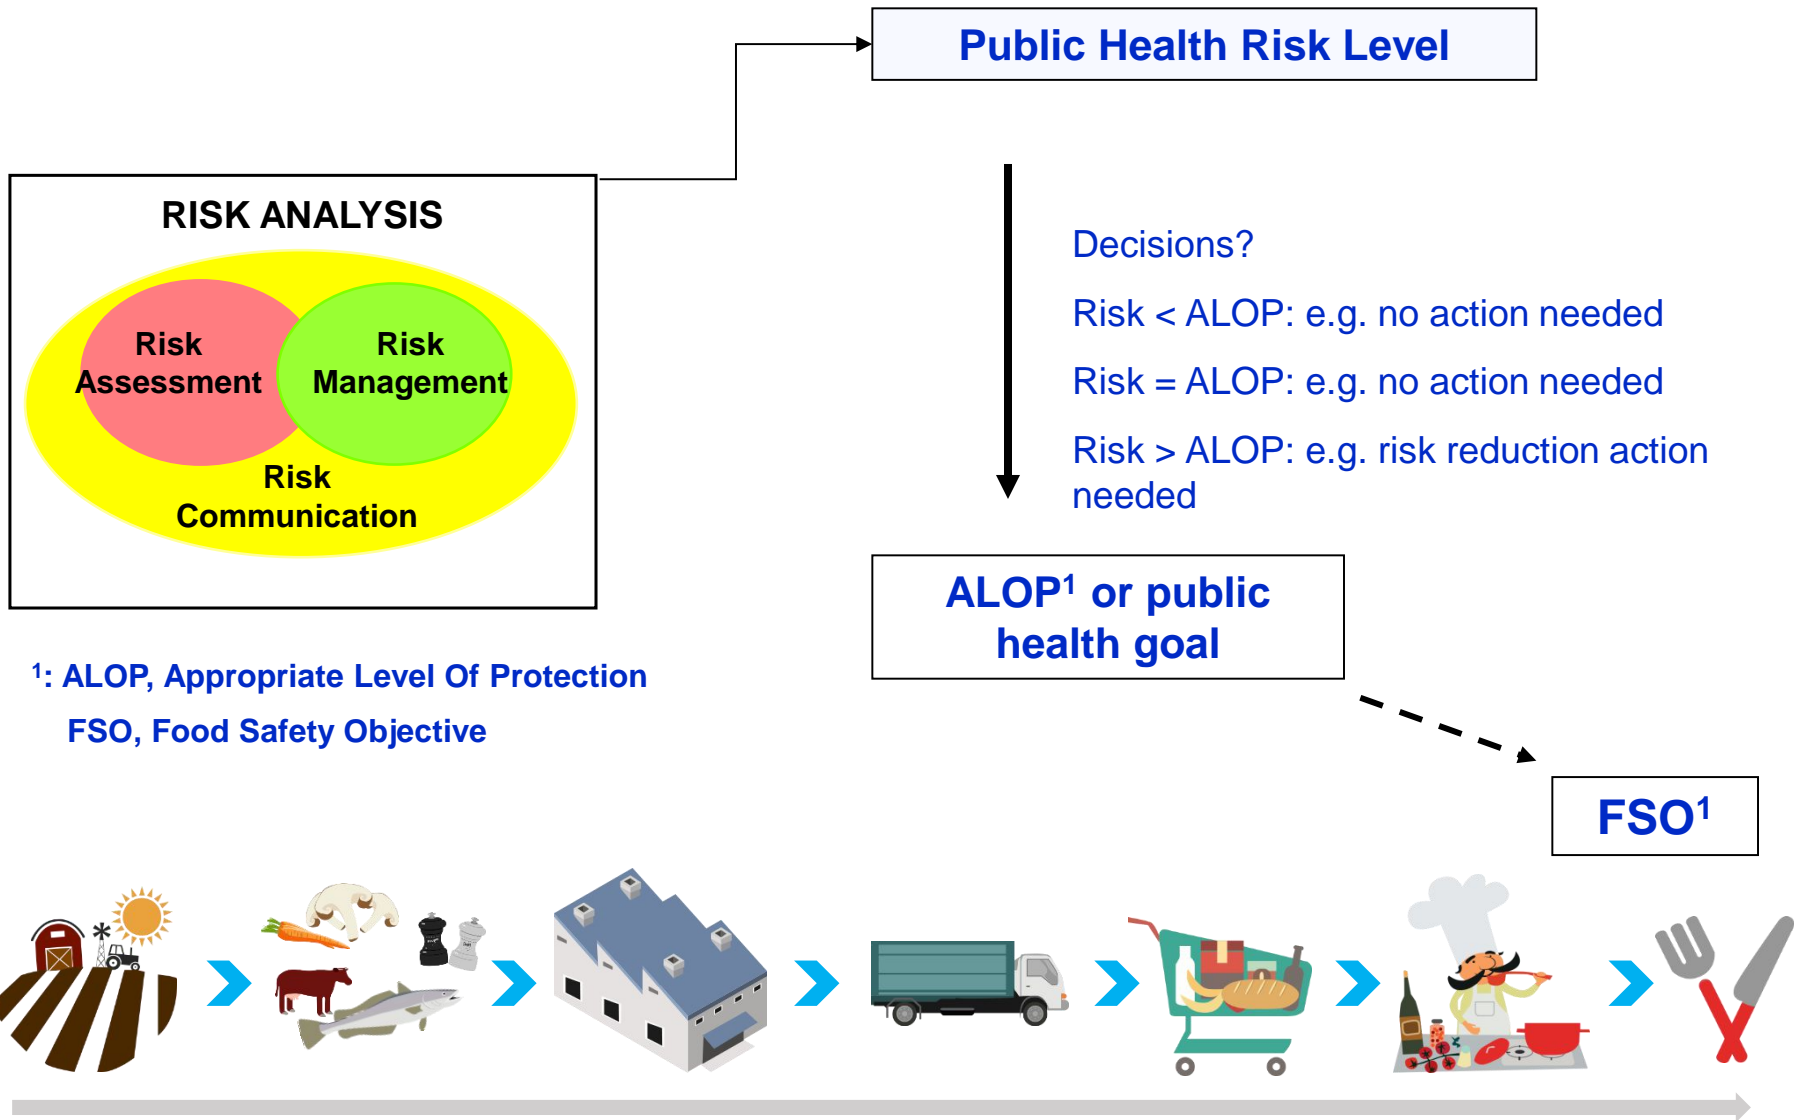 Public Health Risk Level
RISK ANALYSIS
Risk
Assessment
Risk
Management
Risk
Communication
Decisions?
Risk < ALOP: e.g. no action needed
Risk = ALOP: e.g. no action needed
Risk > ALOP: e.g. risk reduction action
needed
ALOP¹ or public
health goal
¹: ALOP, Appropriate Level Of Protection
FSO, Food Safety Objective
FSO¹